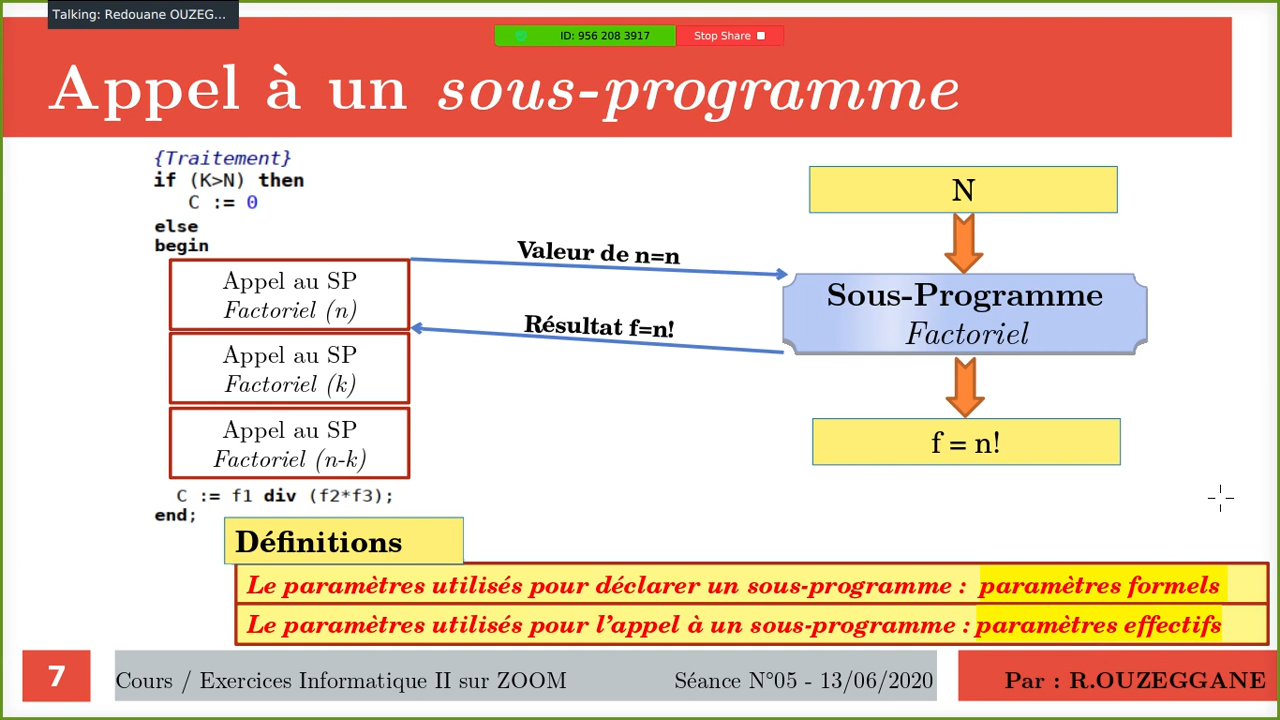 Talking: Redouane OUZEG...
ID: 956 208 3917
Stop Share
Appel à un sous-programme
{Traitement}
if (K>N) then
C := 0
else
begin
Appel au SP
Factoriel (n)
Appel au SP
Factoriel (k)
Appel au SP
Factoriel (n-k)
C := f1 div (f2*f3);
end;
Valeur de n=n
Résultat f=n!
N
Sous-Programme
Factoriel
f = n!
Définitions
Le paramètres utilisés pour déclarer un sous-programme : paramètres formels
Le paramètres utilisés pour l'appel à un sous-programme : paramètres effectifs
7
Cours / Exercices Informatique II sur ZOOM
Séance N°05 - 13/06/2020
Par : R.OUZEGGANE